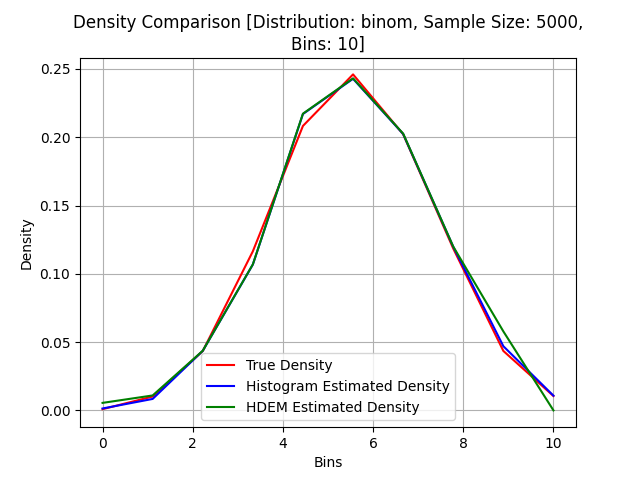 Density Comparison [Distribution: binom, Sample Size: 5000,
Bins: 10]
0.25
0.20
0.15
0.10
0.05
0.00
Density
True Density
Histogram Estimated Density
HDEM Estimated Density
0 2 4 6 8 10
Bins